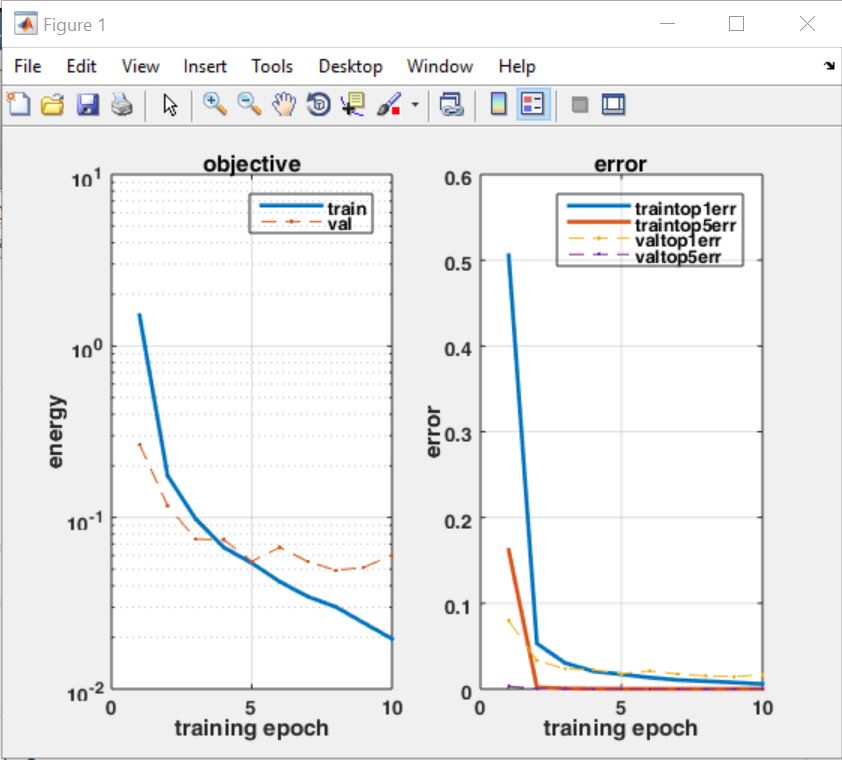 Figure 1
File Edit View Insert Tools Desktop Window Help
objective
10^1
10^0
10^-1
10^-2
energy
0 5 10
training epoch
train
val
error
0.6
0.5
0.4
0.3
0.2
0.1
0
error
0 5 10
training epoch
traintop1err
traintop5err
valtop1err
valtop5err